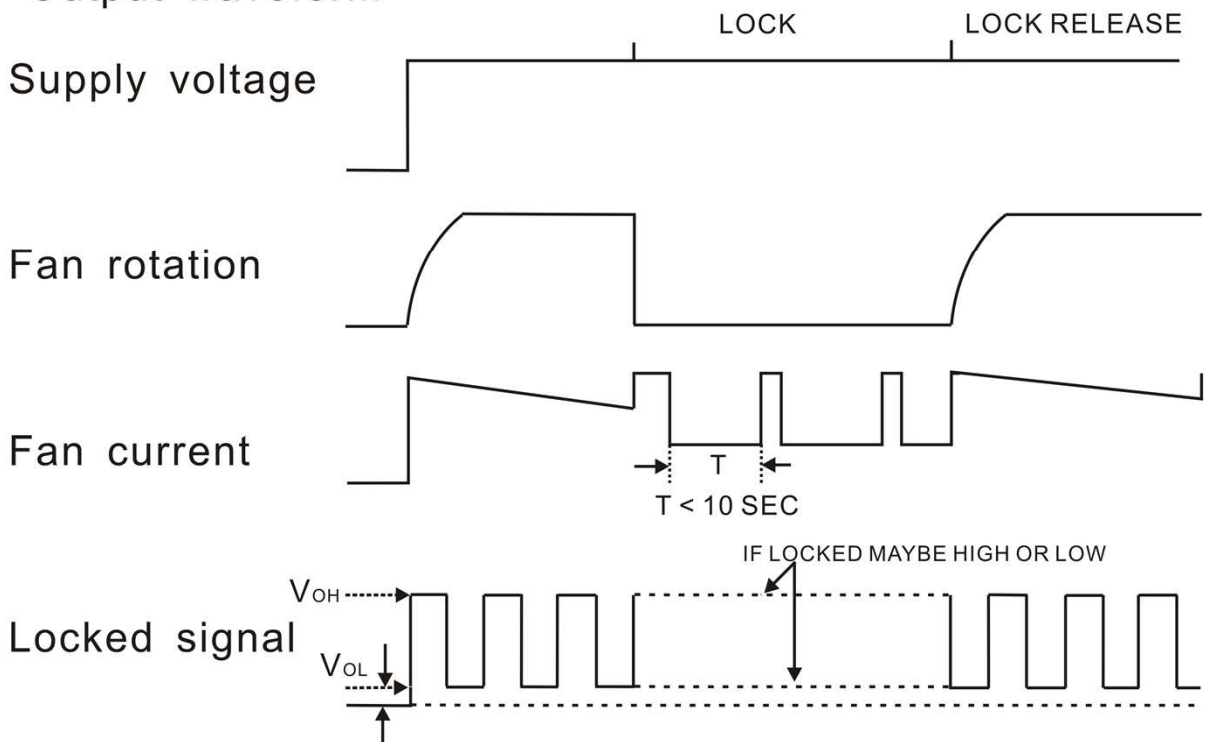 LOCK LOCK RELEASE
Supply voltage
Fan rotation
Fan current
T
T < 10 SEC
IF LOCKED MAYBE HIGH OR LOW
VOH
Locked signal
VOL